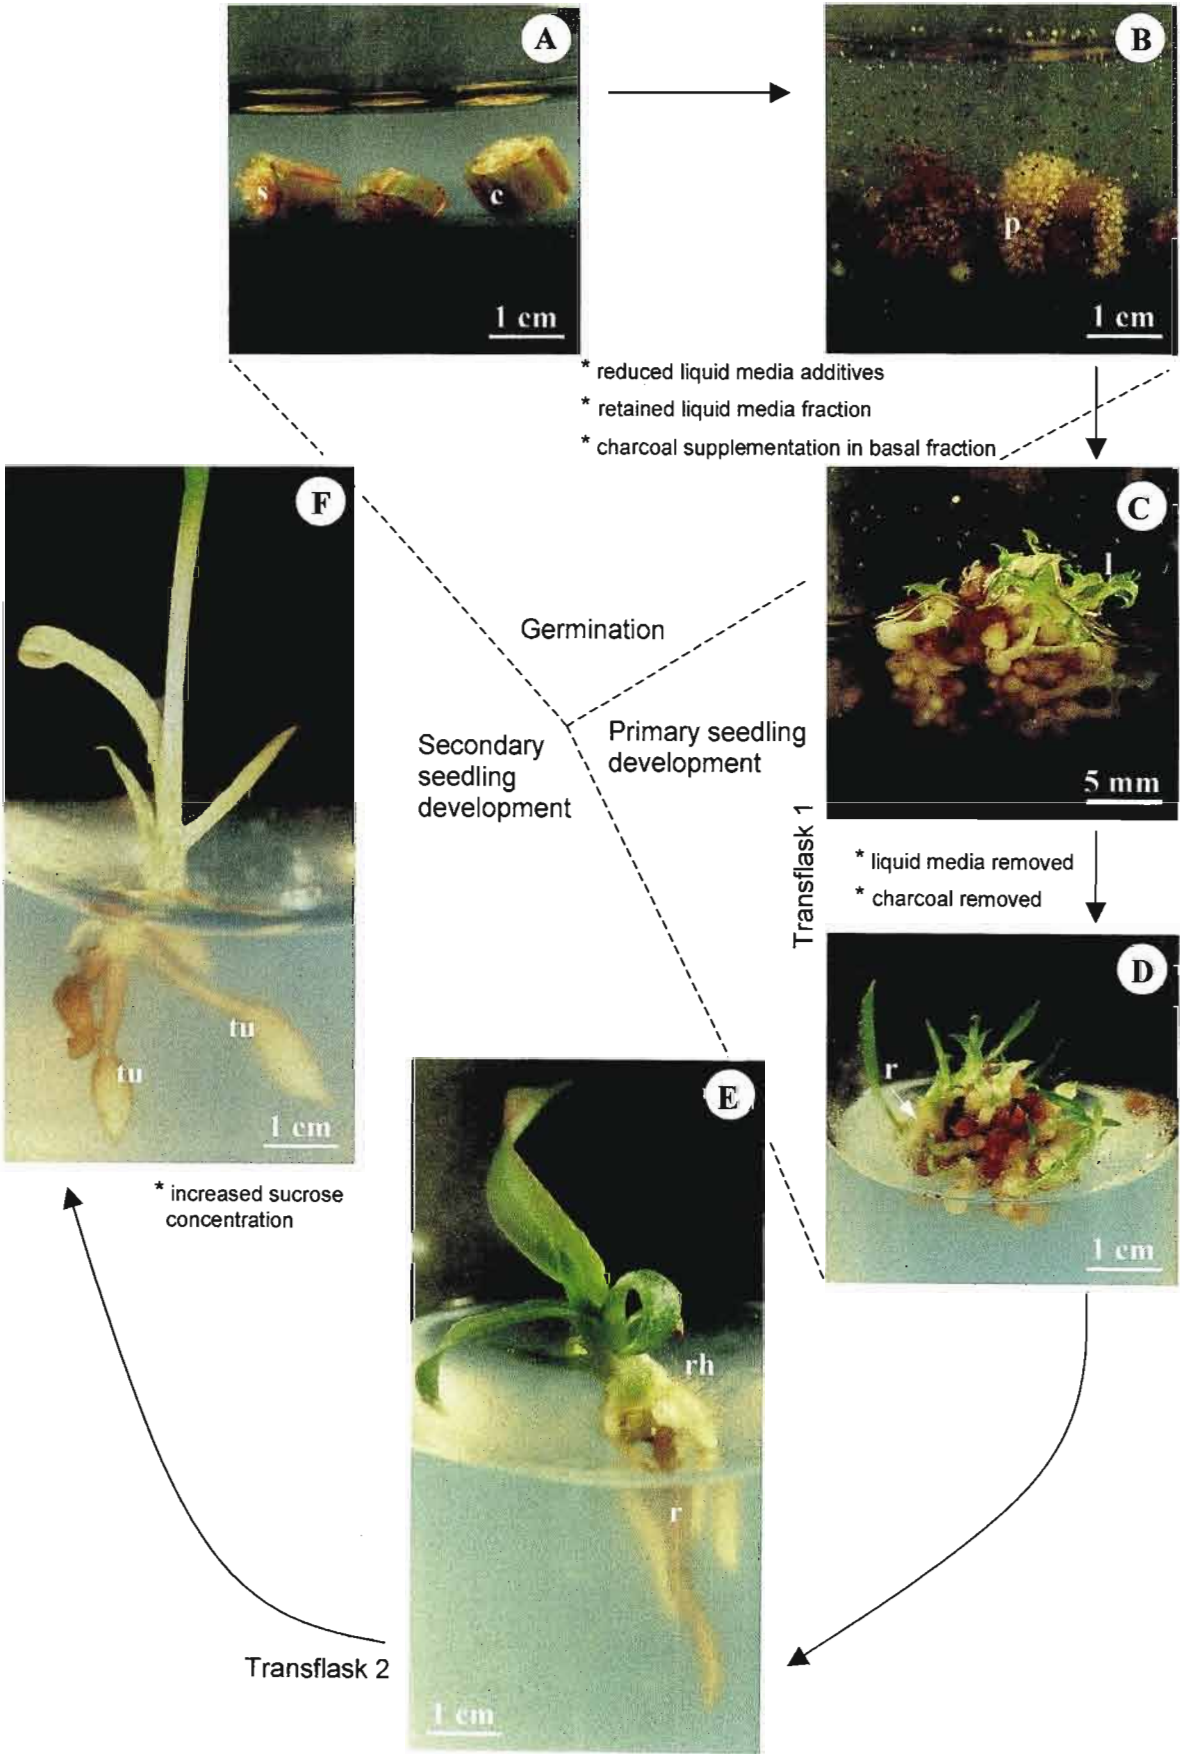 A
s
c
1 cm
B
p
1 cm
* reduced liquid media additives
* retained liquid media fraction
* charcoal supplementation in basal fraction
C
l
5 mm
F
tu
tu
1 cm
Germination
Secondary
seedling
development
Primary seedling
development
Transflask 1
* liquid media removed
* charcoal removed
D
r
1 cm
E
rh
r
1 cm
* increased sucrose
concentration
Transflask 2